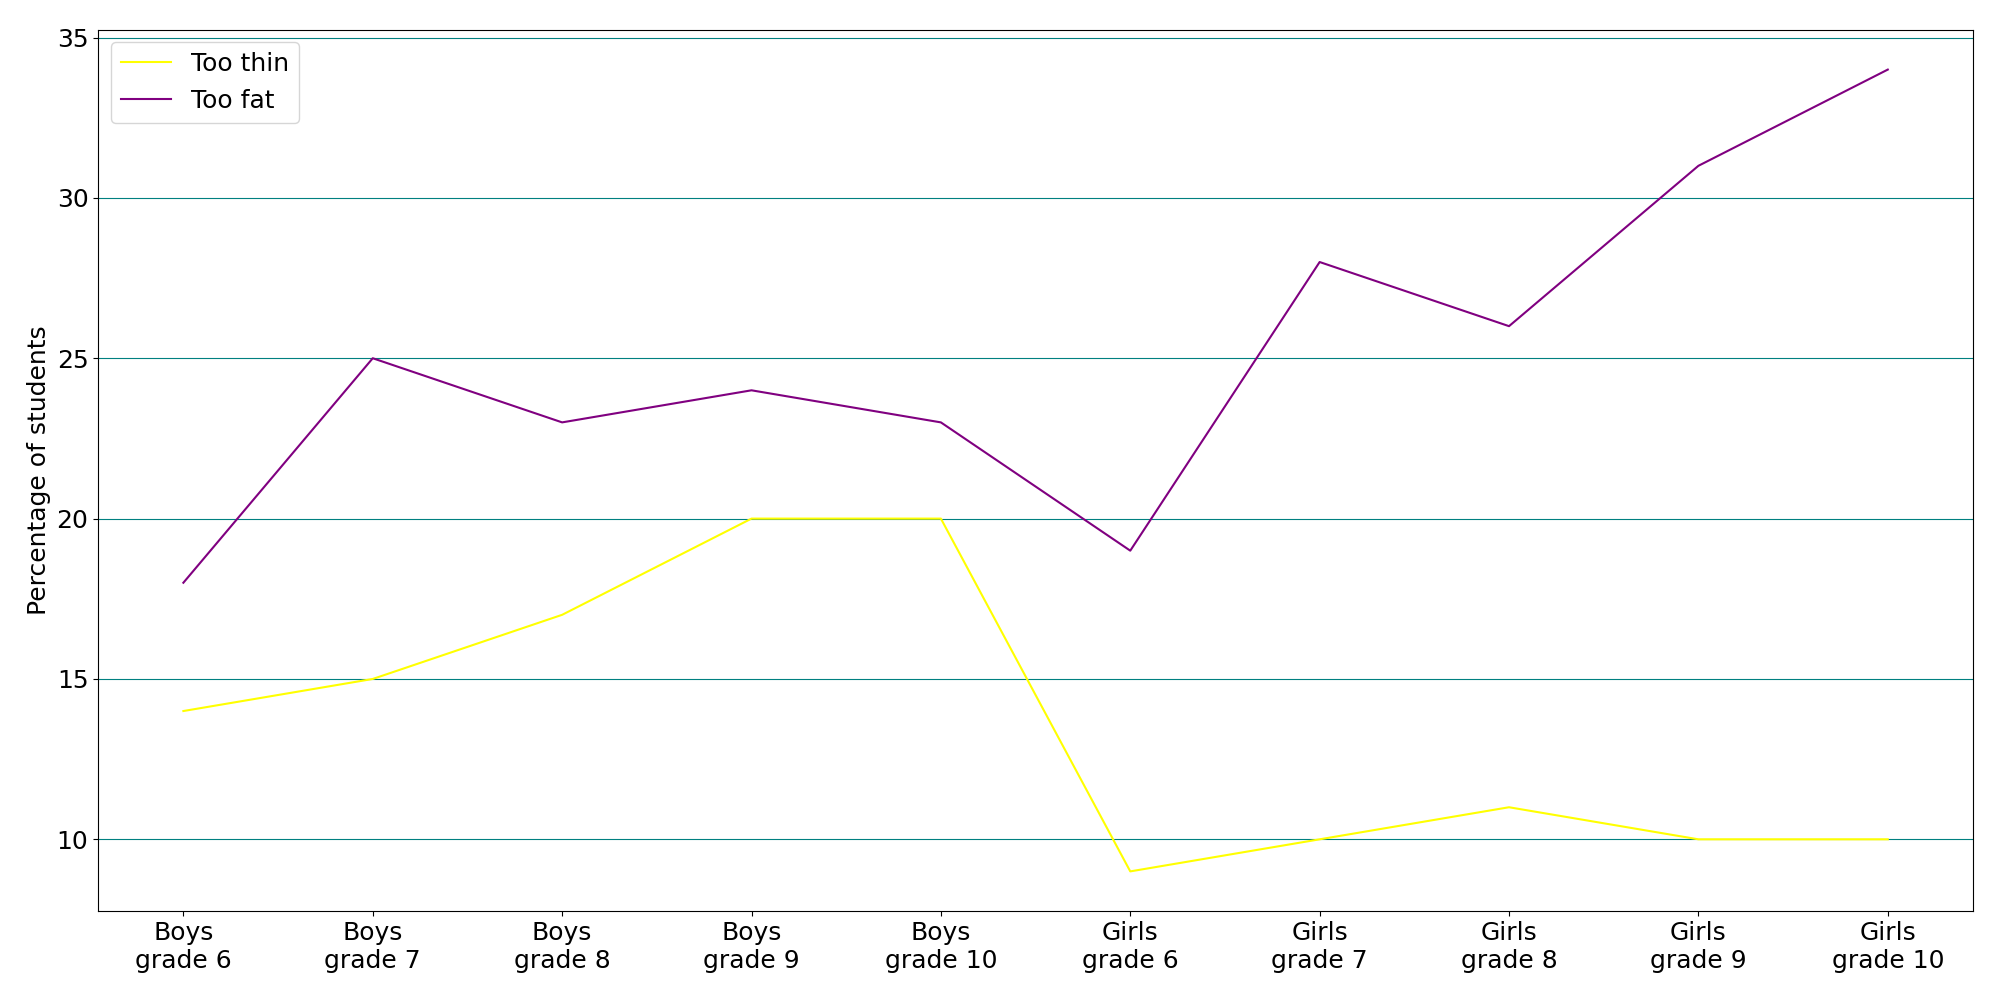 35
30
25
20
15
10
Percentage of students
Too thin
Too fat
Boys
grade 6
Boys
grade 7
Boys
grade 8
Boys
grade 9
Boys
grade 10
Girls
grade 6
Girls
grade 7
Girls
grade 8
Girls
grade 9
Girls
grade 10